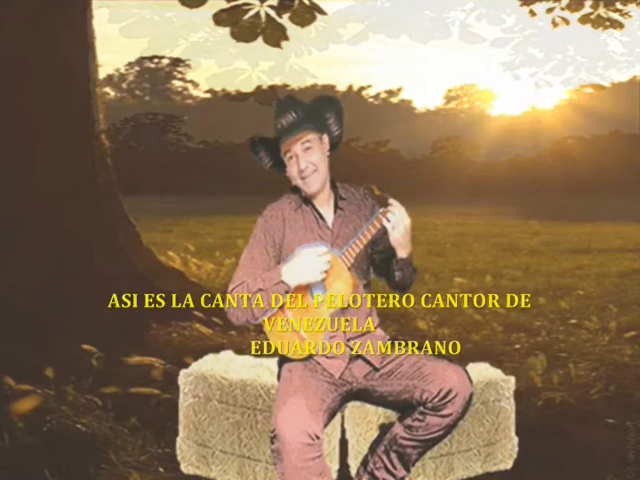 ASI ES LA CANTA DEL PELOTERO CANTOR DE
VENEZUELA
EDUARDO ZAMBRANO